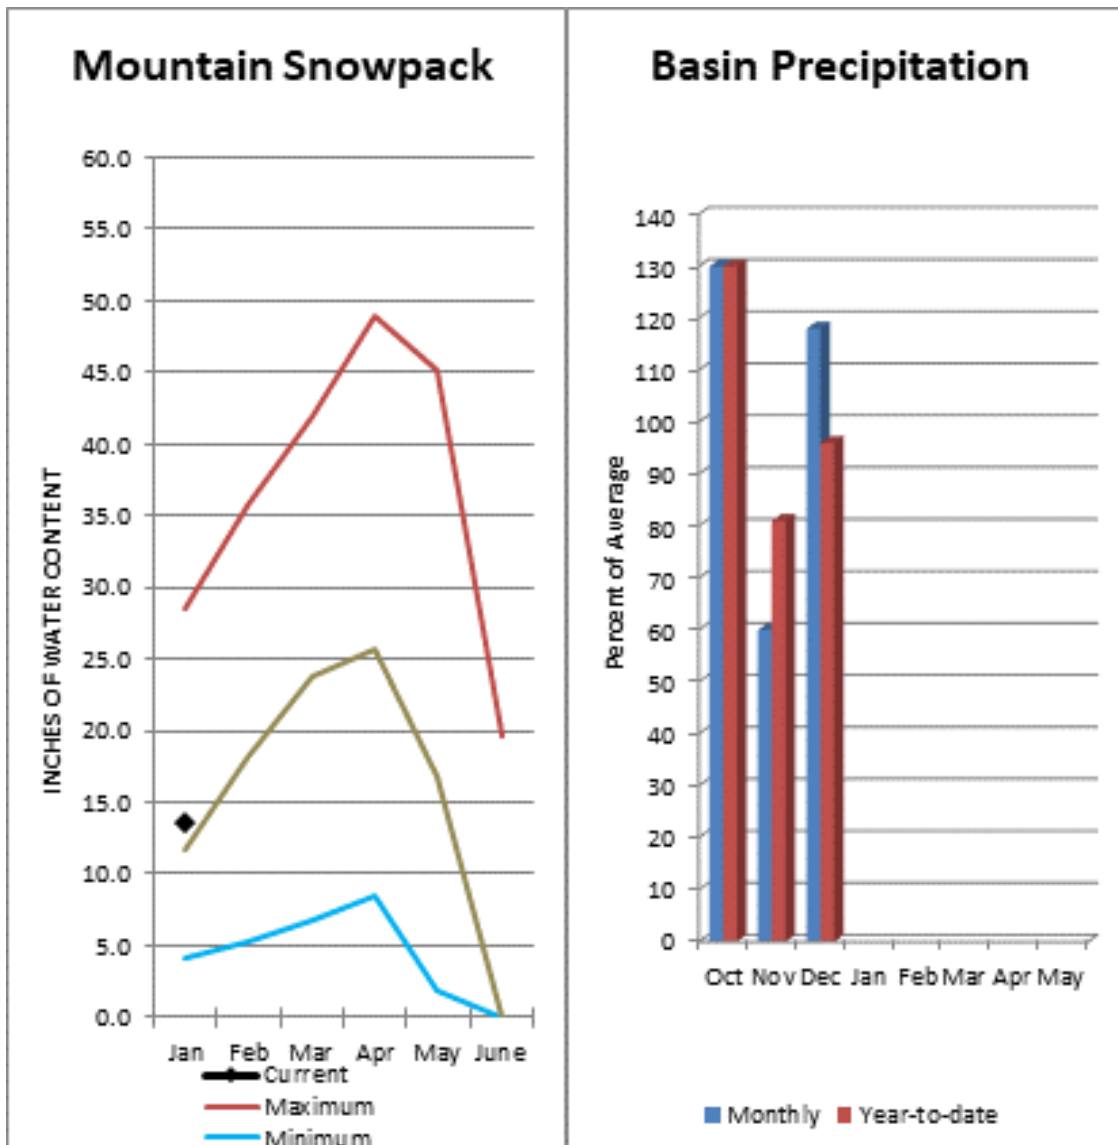 Mountain Snowpack
60.0
55.0
50.0
45.0
40.0
35.0
30.0
25.0
20.0
15.0
10.0
5.0
0.0
INCHES OF WATER CONTENT
Jan Feb Mar Apr May June
Current
Maximum
Minimum
Basin Precipitation
140
130
120
110
100
90
80
70
60
50
40
30
20
10
0
Percent of Average
Oct Nov Dec Jan Feb Mar Apr May
Monthly Year-to-date